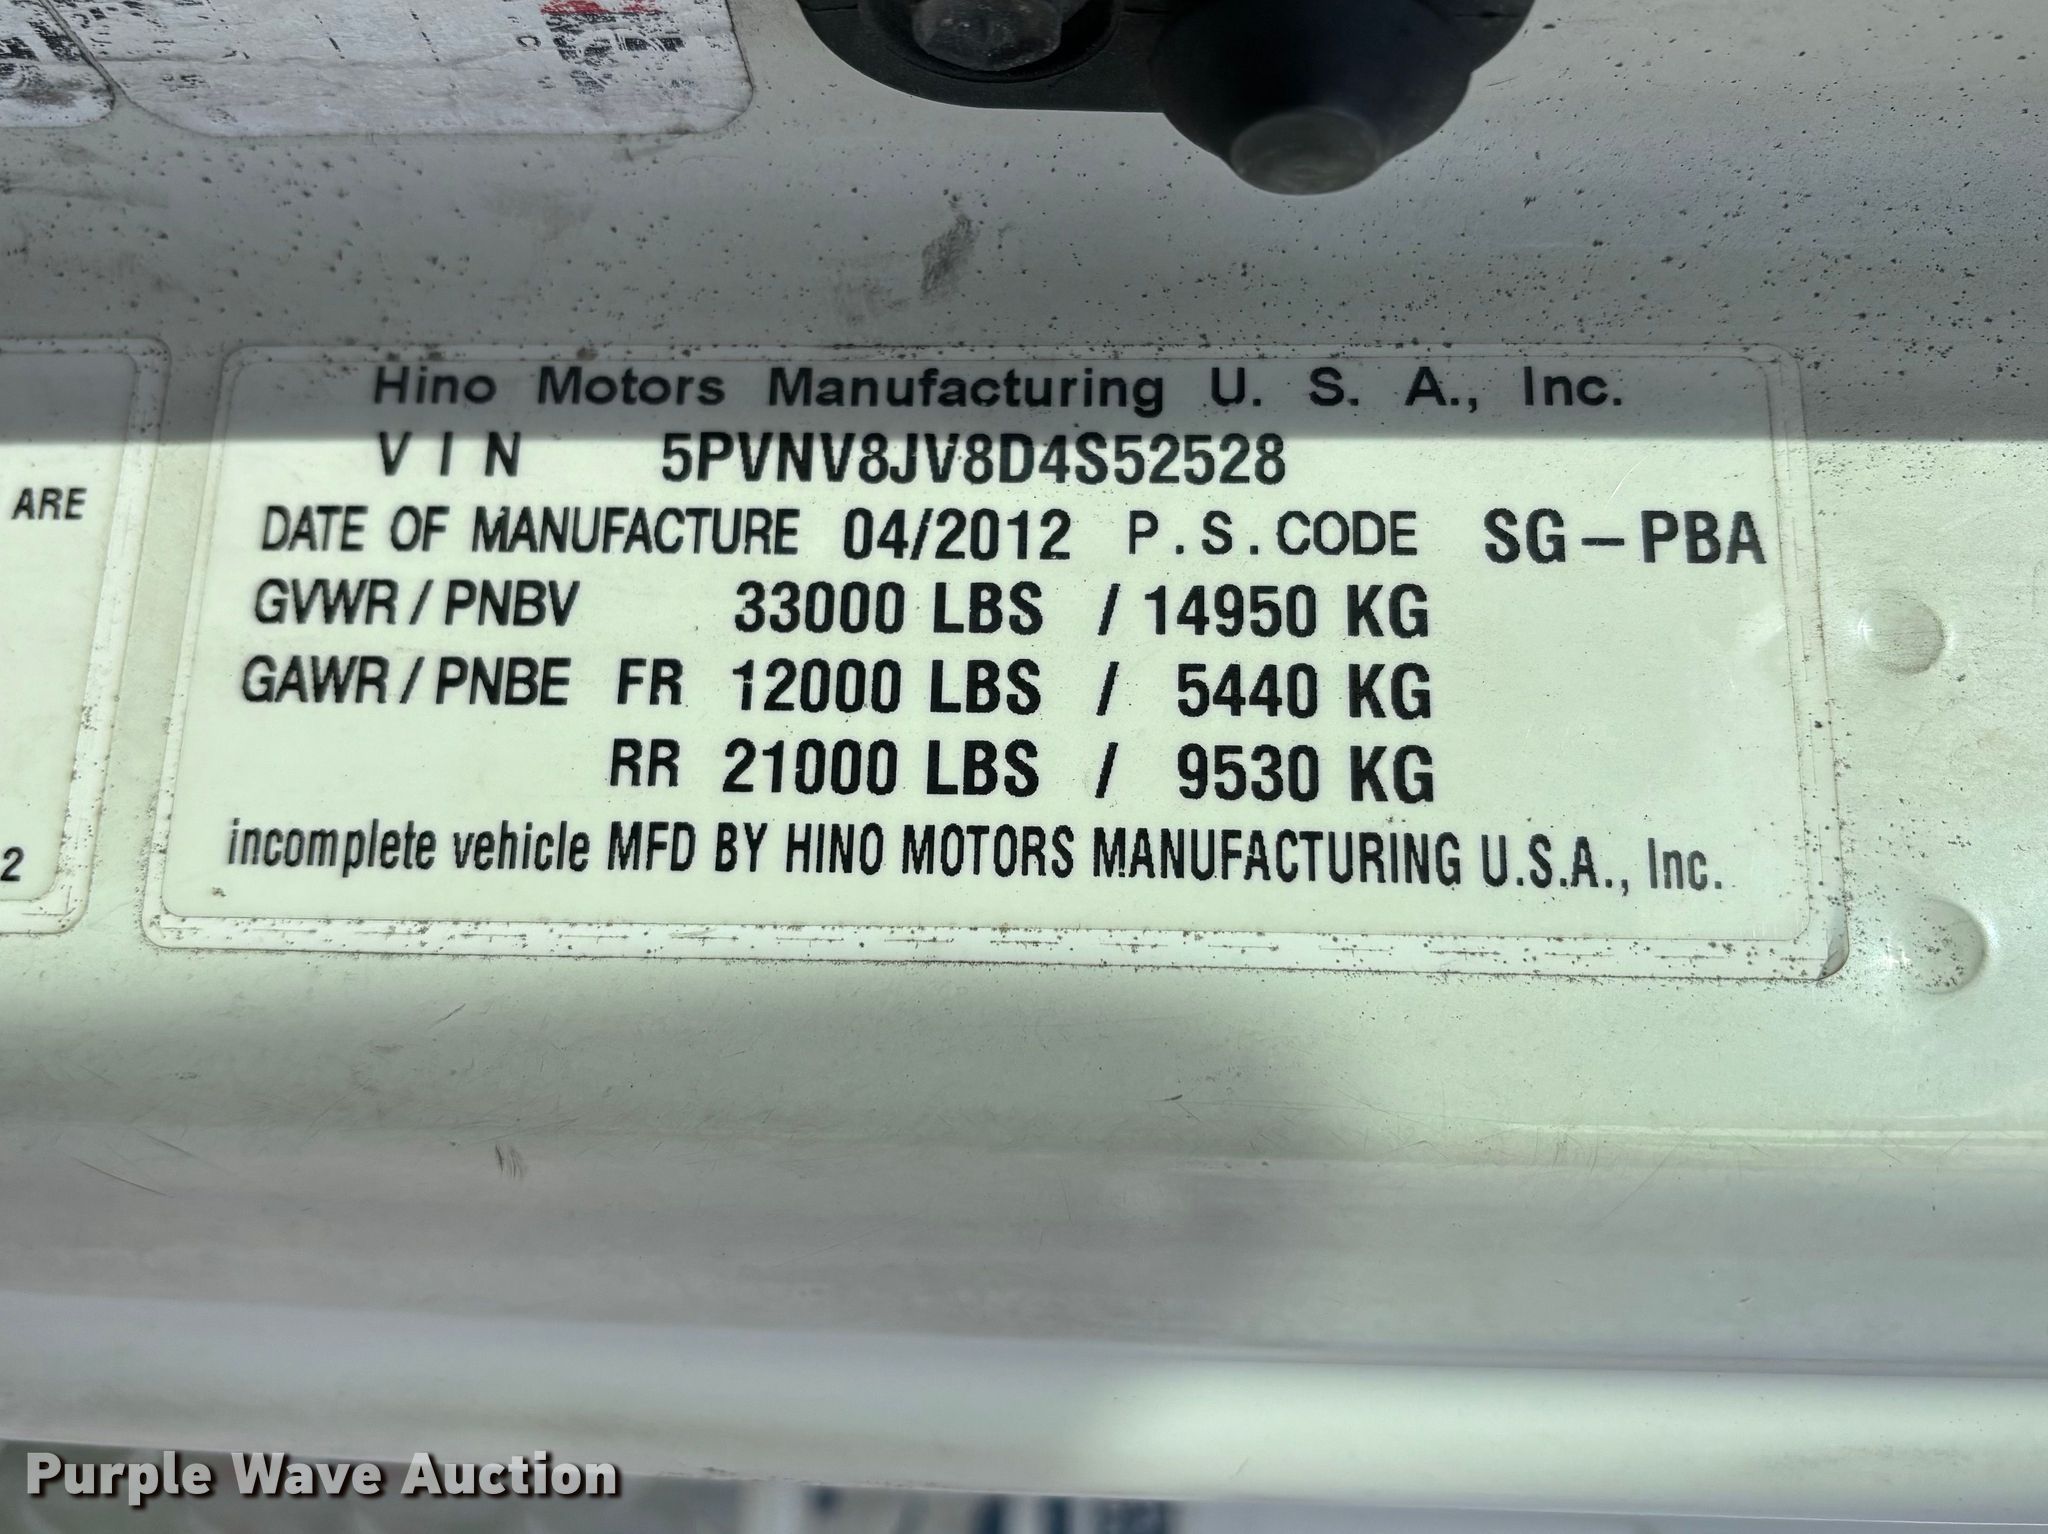 Hino Motors Manufacturing U. S. A., Inc.
VIN 5PVNV8JV8D4S52528
ARE
DATE OF MANUFACTURE 04/2012 P.S.CODE SG-PBA
GVWR/PNBV 33000 LBS / 14950 KG
GAWR/PNBE FR 12000 LBS / 5440 KG
RR 21000 LBS / 9530 KG
incomplete vehicle MFD BY HINO MOTORS MANUFACTURING U.S.A., Inc.
2
Purple Wave Auction